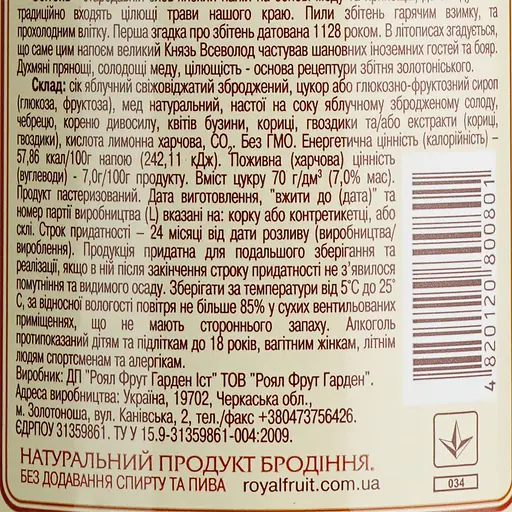 традиційно входять цілющі трави нашого краю. Пили збітень гарячим взимку, та
прохолодним влітку. Перша згадка про збітень датована 1128 роком. В літописах згадується,
що саме цим напоєм великий Князь Всеволод частував шановних іноземних гостей та бояр.
Духмяні прянощі, солодощі меду, цілющість - основа рецептури збітня золотоніського.
Склад: сік яблучний свіжовіджатий зброджений, цукор або глюкозно-фруктозний сироп
(глюкоза, фруктоза), мед натуральний, настої на соку яблучному збродженому солоду,
чебрецю, кореню дивосилу, квітів бузини, кориці, гвоздики та/або екстракти (кориці,
гвоздики), кислота лимонна харчова, CO₂. Без ГМО. Енергетична цінність (калорійність) –
57,86 ккал/100г напою (242,11 кДж). Поживна (харчова) цінність
(вуглеводи) - 7,0г/100г продукту. Вміст цукру 70 г/дм³ (7,0% мас).
Продукт пастеризований. Дата виготовлення, "вжити до (дата)" та
номер партії виробництва (L) вказані на: корку або контретикетці, або
склі. Строк придатності – 24 місяці від дати розливу (виробництва/
вироблення). Продукція придатна для подальшого зберігання та
реалізації, якщо в ній після закінчення строку придатності не з'явилося
помутніння та видимого осаду. Зберігати за температури від 5°С до 25°
С, за відносної вологості повітря не більше 85% у сухих вентильованих
приміщеннях, що не мають стороннього запаху. Алкоголь
протипоказаний дітям та підліткам до 18 років, вагітним жінкам, літнім
людям спортсменам та алергікам.
Виробник: ДП "Роял Фрут Гарден Іст" ТОВ "Роял Фрут Гарден".
Адреса виробництва: Україна, 19702, Черкаська обл.,
м. Золотоноша, вул. Канівська, 2, тел./факс +380473756426.
ЄДРПОУ 31359861. ТУ У 15.9-31359861-004:2009.
НАТУРАЛЬНИЙ ПРОДУКТ БРОДІННЯ.
БЕЗ ДОДАВАННЯ СПИРТУ ТА ПИВА royalfruit.com.ua
4 820120 800801
034